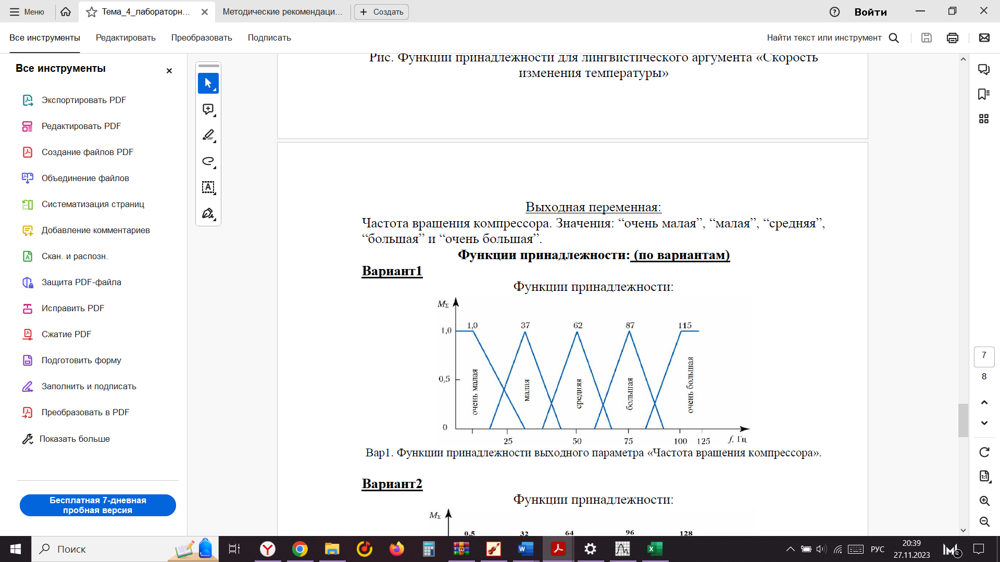 Меню
Тема_4_лабораторн...
Методические рекомендаци...
Создать
Войти
Все инструменты
Редактировать
Преобразовать
Подписать
Найти текст или инструмент
Все инструменты
Экспортировать PDF
Редактировать PDF
Создание файлов PDF
Объединение файлов
Систематизация страниц
Добавление комментариев
Скан. и распозн.
Защита PDF-файла
Исправить PDF
Сжатие PDF
Подготовить форму
Заполнить и подписать
Преобразовать в PDF
Показать больше
Бесплатная 7-дневная
пробная версия
Рис. Функции принадлежности для лингвистического аргумента «Скорость
изменения температуры»
Выходная переменная:
Частота вращения компрессора. Значения: “очень малая”, “малая”, “средняя”,
“большая” и “очень большая”.
Функции принадлежности: (по вариантам)
Вариант1
Функции принадлежности:
MΣ
1,0
1,0 37 62 87 115
0,5
0
очень малая
малая
средняя
большая
очень большая
25 50 75 100 125 f, Гц
Вар1. Функции принадлежности выходного параметра «Частота вращения компрессора».
Вариант2
Функции принадлежности:
MΣ
0,5 32 64 96 128
7
8
1:1
Поиск
РУС
20:39
27.11.2023
2